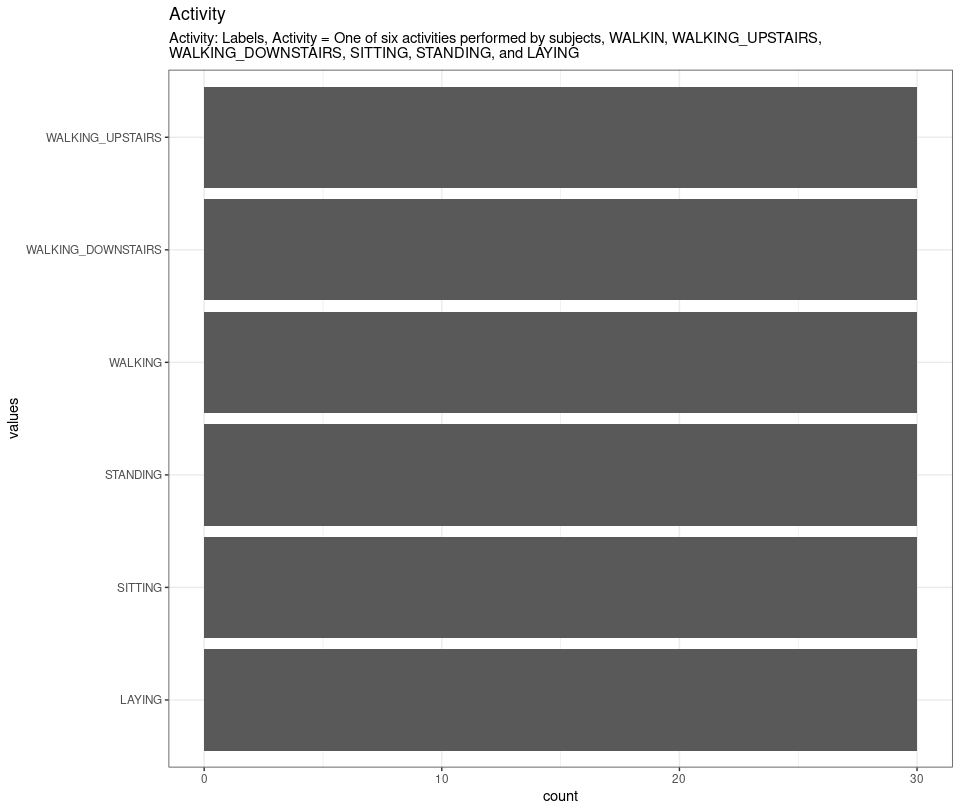 Activity
Activity: Labels, Activity = One of six activities performed by subjects, WALKIN, WALKING_UPSTAIRS,
WALKING_DOWNSTAIRS, SITTING, STANDING, and LAYING
WALKING_UPSTAIRS
WALKING_DOWNSTAIRS
WALKING
values
STANDING
SITTING
LAYING
0 10 20 30
count